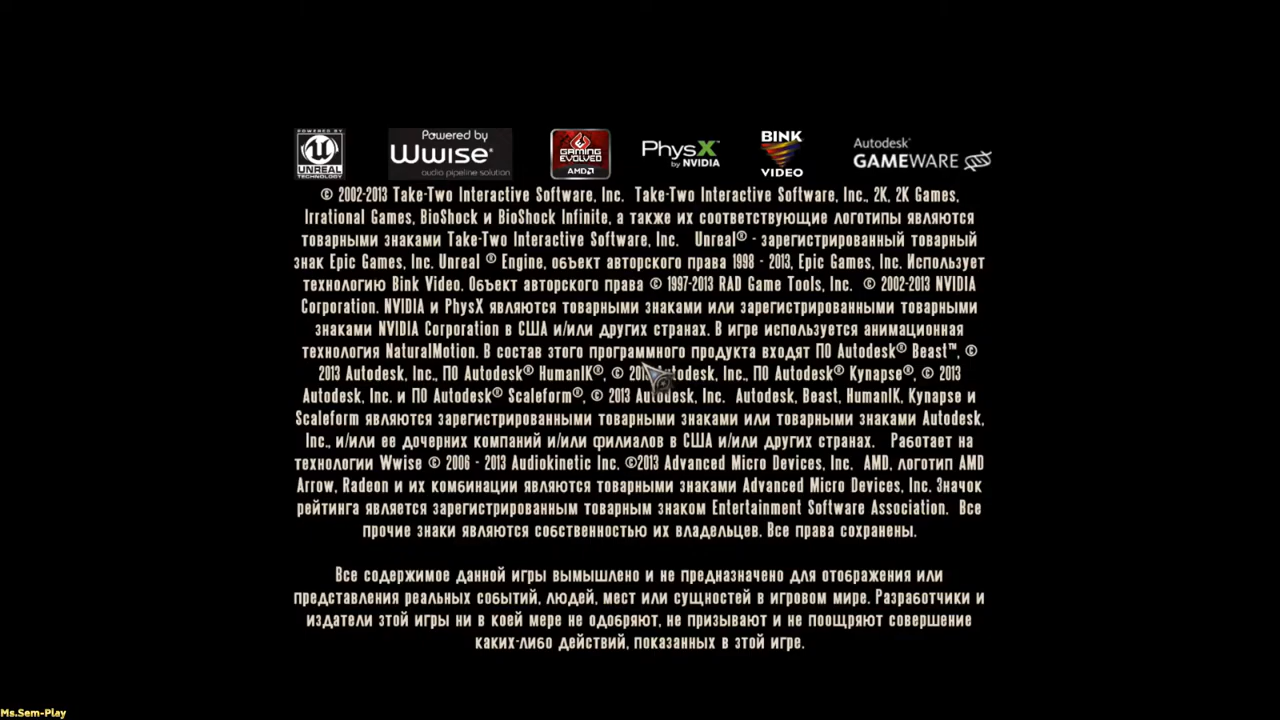 POWERED BY
UNREAL
TECHNOLOGY
Powered by
Wwise®
audio pipeline solution
GAMING
EVOLVED
AMD
PhysX
by NVIDIA
BINK
VIDEO
Autodesk®
GAMEWARE
© 2002-2013 Take-Two Interactive Software, Inc. Take-Two Interactive Software, Inc., 2K, 2K Games,
Irrational Games, BioShock и BioShock Infinite, а также их соответствующие логотипы являются
товарными знаками Take-Two Interactive Software, Inc. Unreal® - зарегистрированный товарный
знак Epic Games, Inc. Unreal ® Engine, объект авторского права 1998 - 2013, Epic Games, Inc. Использует
технологию Bink Video. Объект авторского права © 1997-2013 RAD Game Tools, Inc. © 2002-2013 NVIDIA
Corporation. NVIDIA и PhysX являются товарными знаками или зарегистрированными товарными
знаками NVIDIA Corporation в США и/или других странах. В игре используется анимационная
технология NaturalMotion. В состав этого программного продукта входят ПО Autodesk® Beast™, ©
2013 Autodesk, Inc., ПО Autodesk® HumanIK®, © Autodesk, Inc., ПО Autodesk® Kynapse®, © 2013
Autodesk, Inc. и ПО Autodesk® Scaleform®, © 2013 Autodesk, Inc. Autodesk, Beast, HumanIK, Kynapse и
Scaleform являются зарегистрированными товарными знаками или товарными знаками Autodesk,
Inc., и/или ее дочерних компаний и/или филиалов в США и/или других странах. Работает на
технологии Wwise © 2006 - 2013 Audiokinetic Inc. ©2013 Advanced Micro Devices, Inc. AMD, логотип AMD
Arrow, Radeon и их комбинации являются товарными знаками Advanced Micro Devices, Inc. Значок
рейтинга является зарегистрированным товарным знаком Entertainment Software Association. Все
прочие знаки являются собственностью их владельцев. Все права сохранены.
Все содержимое данной игры вымышлено и не предназначено для отображения или
представления реальных событий, людей, мест или сущностей в игровом мире. Разработчики и
издатели этой игры ни в коей мере не одобряют, не призывают и не поощряют совершение
каких-либо действий, показанных в этой игре.
Ms.Sem-Play